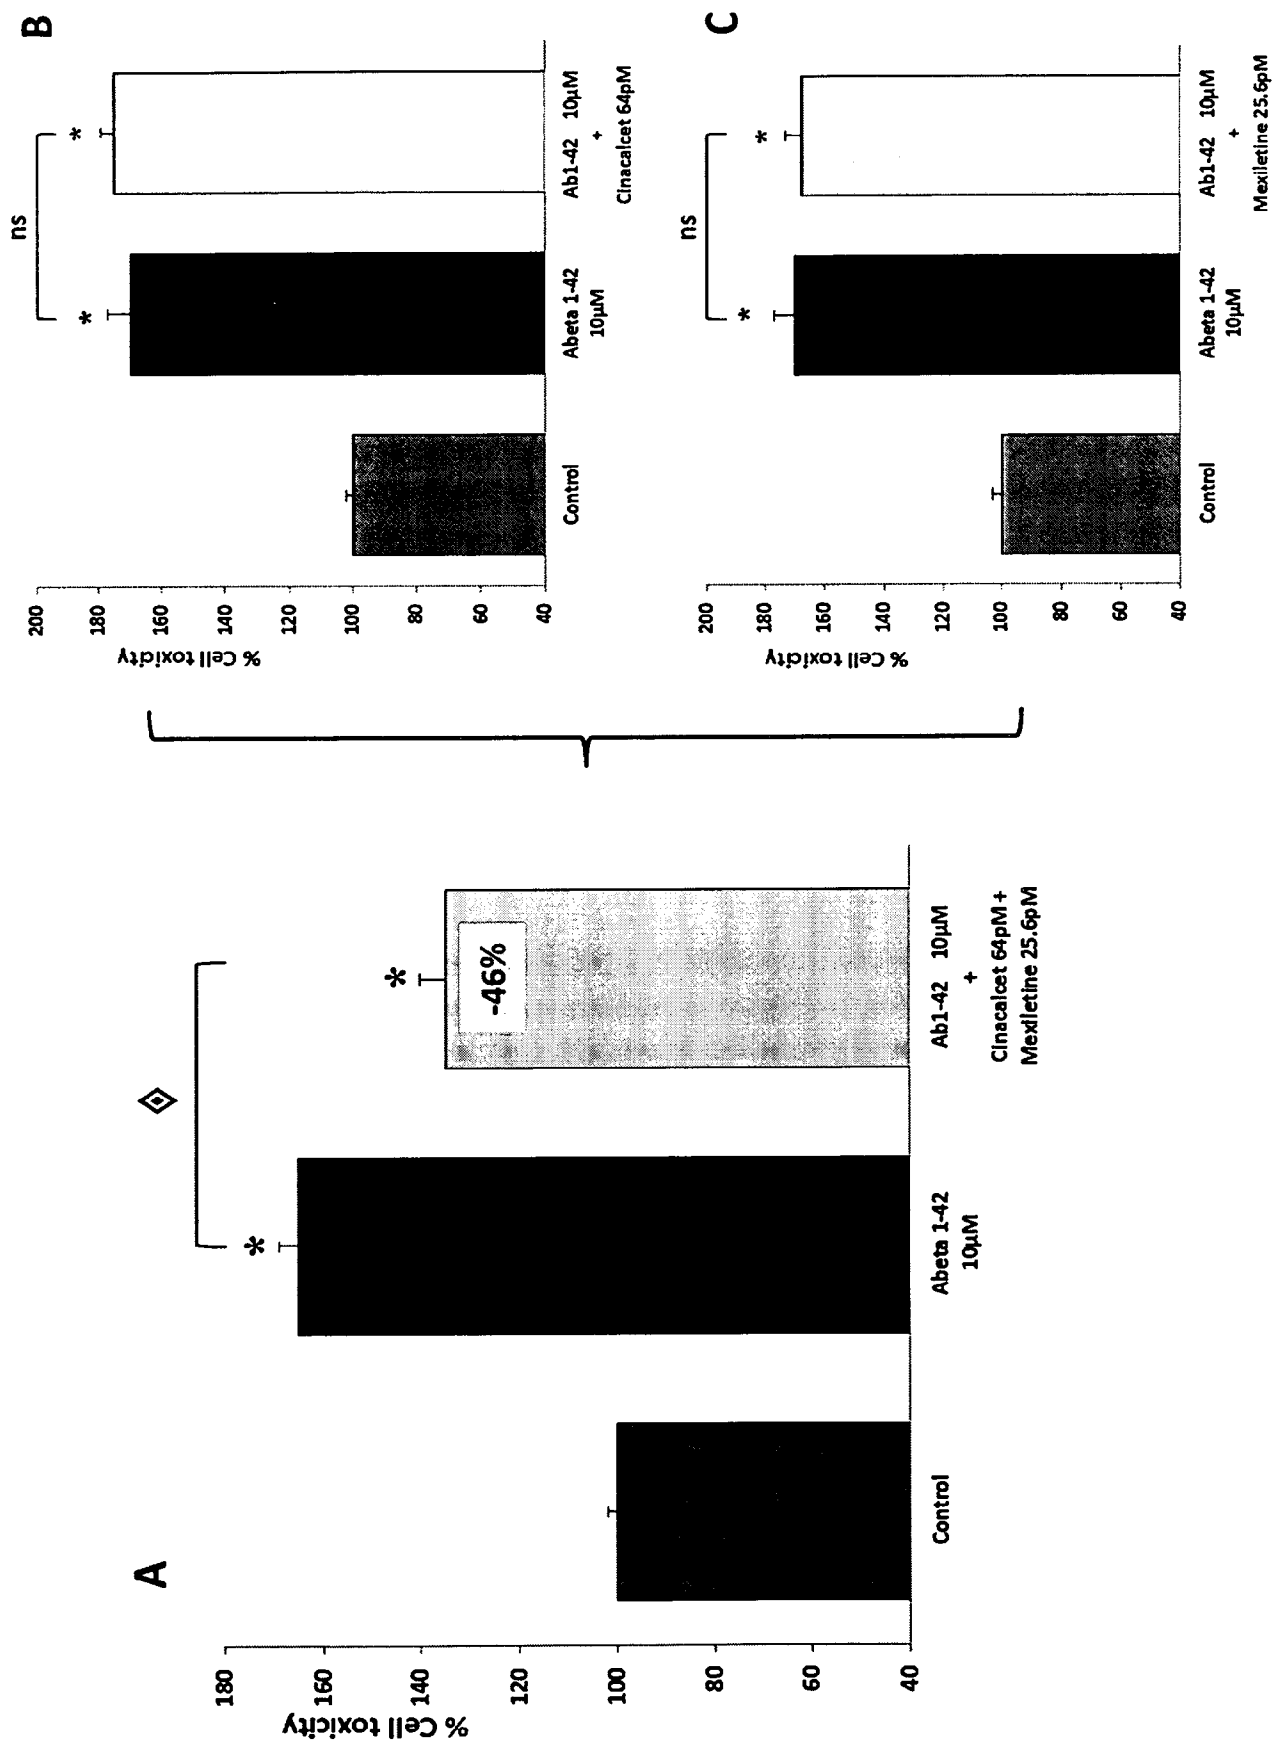 A
% Cell toxicity
180
160
140
120
100
80
60
40
*
*
-46%
Control
Abeta 1-42
10µM
Ab1-42 10µM
+
Cinacalcet 64pM +
Mexiletine 25.6pM
B
% Cell toxicity
200
180
160
140
120
100
80
60
40
ns
*
*
Control
Abeta 1-42
10µM
Ab1-42 10µM
+
Cinacalcet 64pM
C
% Cell toxicity
200
180
160
140
120
100
80
60
40
ns
*
*
Control
Abeta 1-42
10µM
Ab1-42 10µM
+
Mexiletine 25.6pM